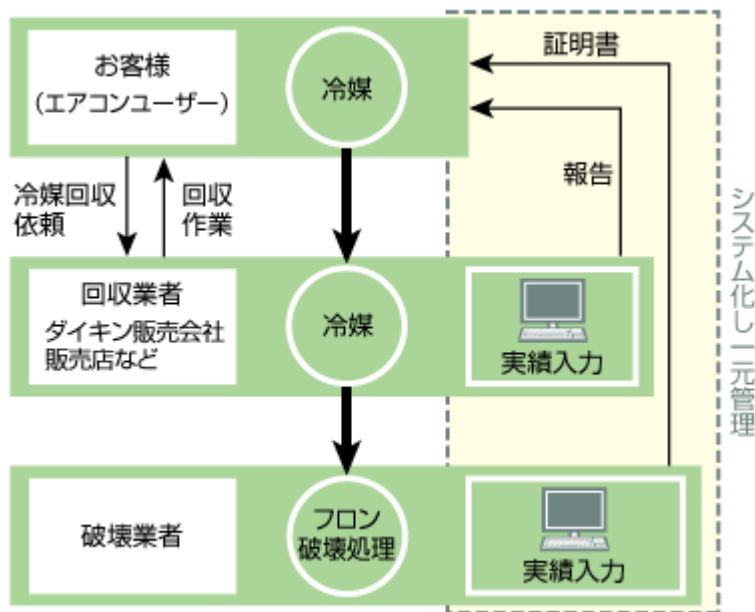 お客様
（エアコンユーザー）
冷媒
証明書
報告
冷媒回収
依頼
回収
作業
回収業者
ダイキン販売会社
販売店など
冷媒
実績入力
破壊業者
フロン
破壊処理
実績入力
システム化し一元管理